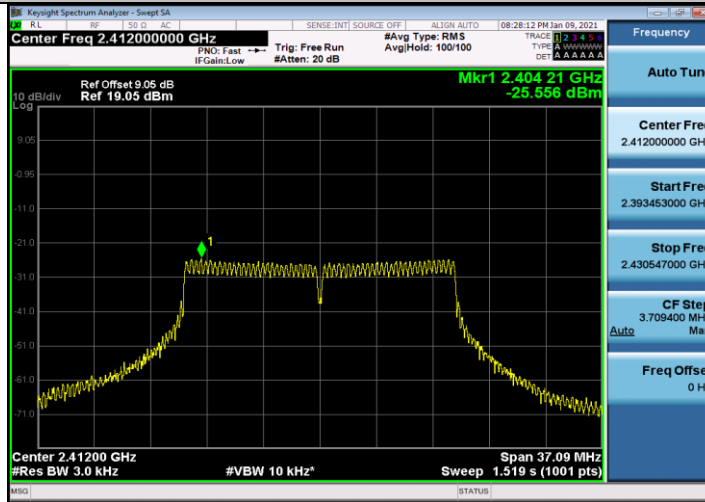 Keysight Spectrum Analyzer - Swept SA
RL RF 50 Ω AC SENSE:INT SOURCE OFF ALIGN AUTO 08:28:12 PM Jan 09, 2021
Center Freq 2.412000000 GHz
#Avg Type: RMS
TRACE 1 2 3 4 5 6
PNO: Fast
Trig: Free Run
Avg|Hold: 100/100
TYPE A WWWWW
IFGain:Low
#Atten: 20 dB
DET A A A A A A
Mkr1 2.404 21 GHz
-25.556 dBm
Ref Offset 9.05 dB
10 dB/div Ref 19.05 dBm
Log
9.05
-0.95
-11.0
-21.0
-31.0
-41.0
-51.0
-61.0
-71.0
1
Center 2.41200 GHz
Span 37.09 MHz
#Res BW 3.0 kHz
#VBW 10 kHz*
Sweep 1.519 s (1001 pts)
MSG
STATUS
Frequency
Auto Tun
Center Fre
2.412000000 GH
Start Fre
2.393453000 GH
Stop Fre
2.430547000 GH
CF Ste
3.709400 MH
Auto Ma
Freq Offse
0 H